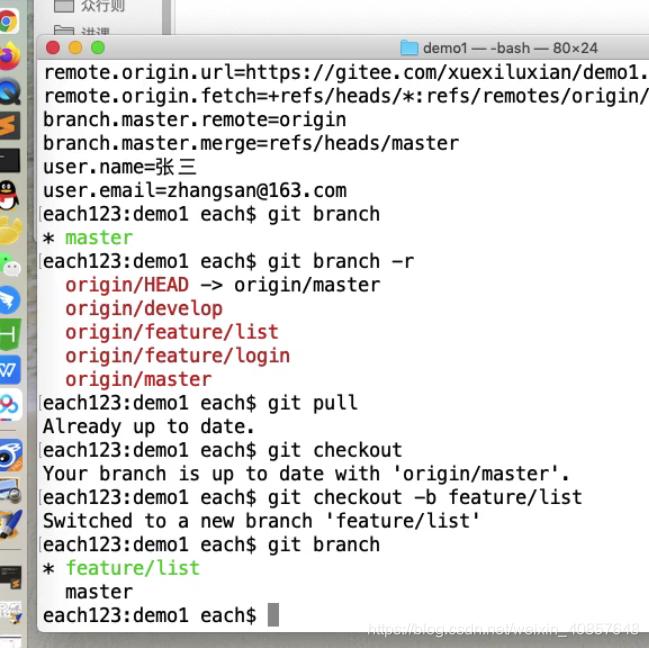 众行则
讲课
demo1 — -bash — 80×24
remote.origin.url=https://gitee.com/xuexiluxian/demo1.
remote.origin.fetch=+refs/heads/*:refs/remotes/origin/
branch.master.remote=origin
branch.master.merge=refs/heads/master
user.name=张三
user.email=zhangsan@163.com
[each123:demo1 each$ git branch
* master
[each123:demo1 each$ git branch -r
  origin/HEAD -> origin/master
  origin/develop
  origin/feature/list
  origin/feature/login
  origin/master
[each123:demo1 each$ git pull
Already up to date.
[each123:demo1 each$ git checkout
Your branch is up to date with 'origin/master'.
[each123:demo1 each$ git checkout -b feature/list
Switched to a new branch 'feature/list'
[each123:demo1 each$ git branch
* feature/list
  master
each123:demo1 each$
https://blog.csdn.net/weixin_40857648